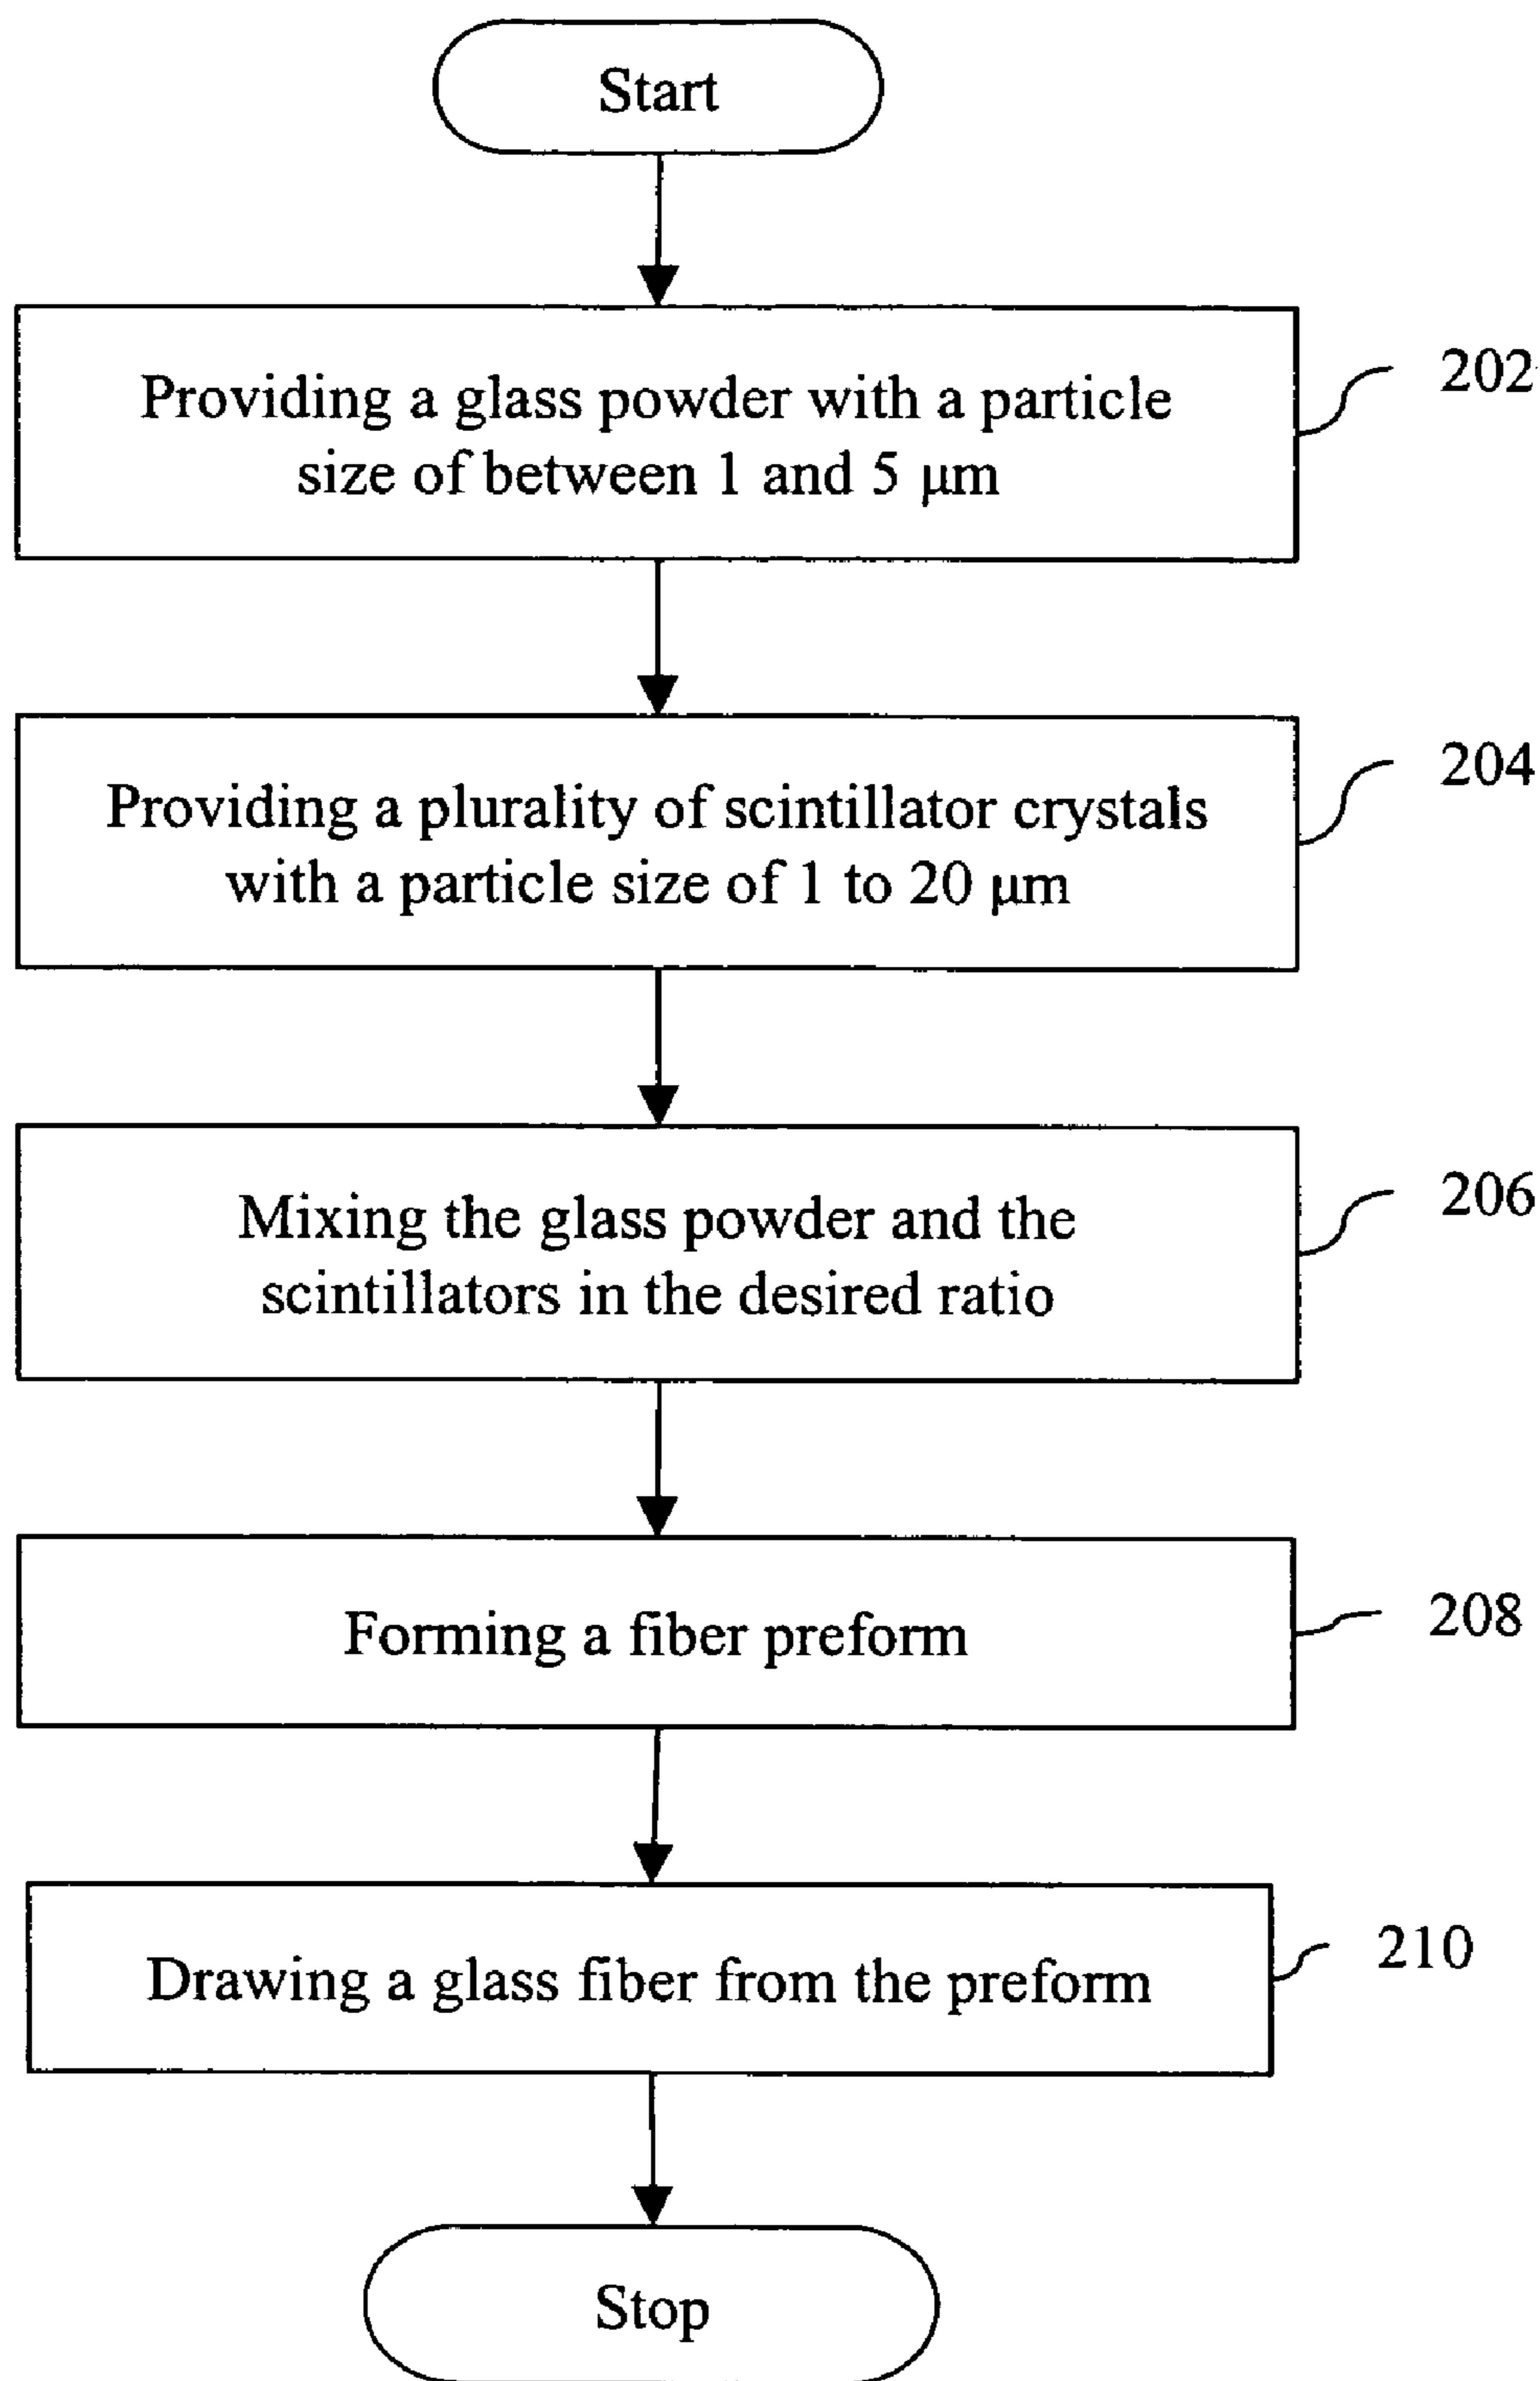 Start
Providing a glass powder with a particle
size of between 1 and 5 μm
202
Providing a plurality of scintillator crystals
with a particle size of 1 to 20 μm
204
Mixing the glass powder and the
scintillators in the desired ratio
206
Forming a fiber preform
208
Drawing a glass fiber from the preform
210
Stop